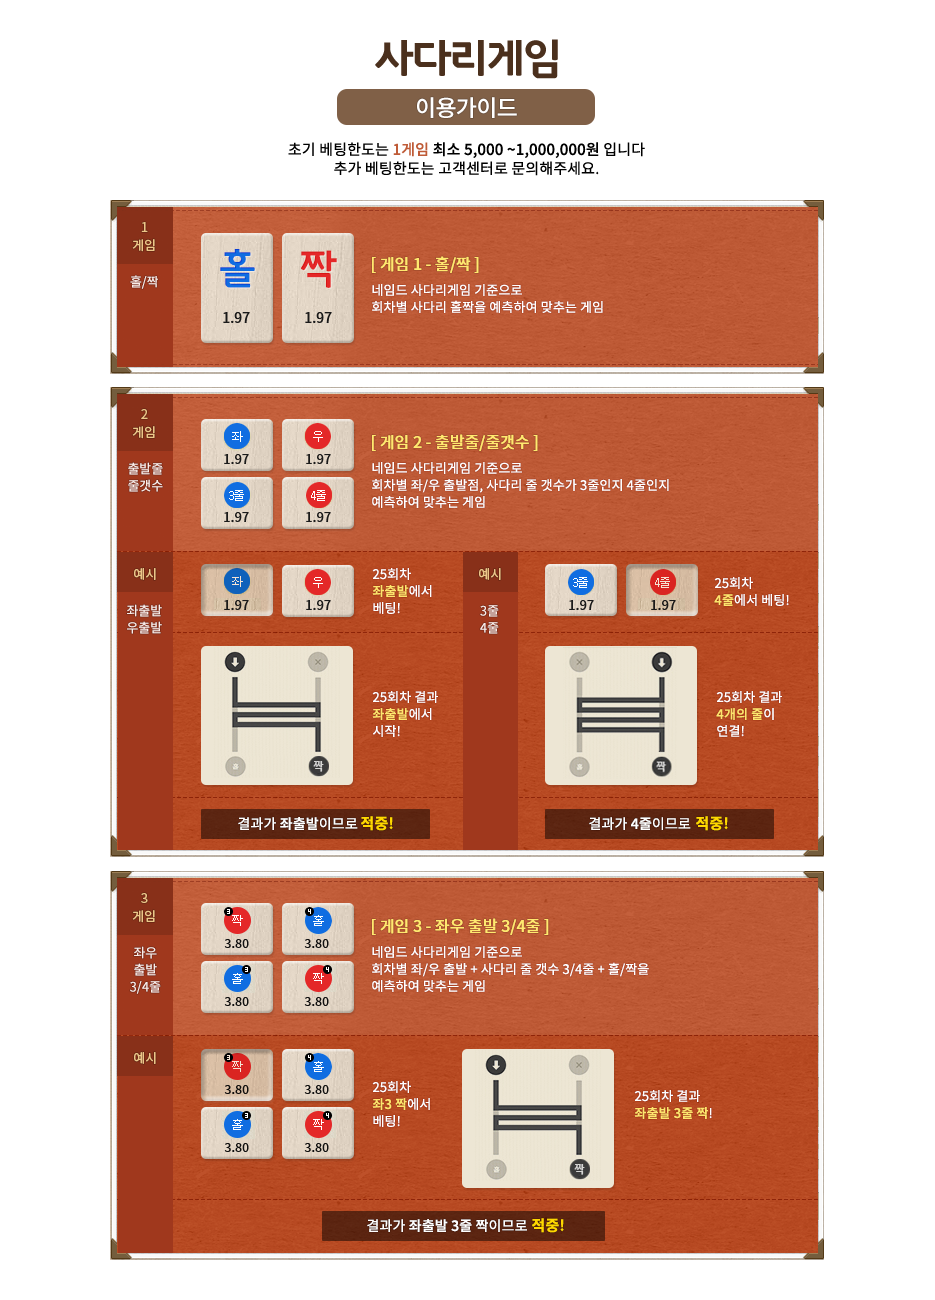 사다리게임
이용가이드
초기 베팅한도는 1게임 최소 5,000 ~1,000,000원 입니다
추가 베팅한도는 고객센터로 문의해주세요.
1
게임
홀/짝
홀 짝
1.97 1.97
[ 게임 1 - 홀/짝 ]
네임드 사다리게임 기준으로
회차별 사다리 홀짝을 예측하여 맞추는 게임
2
게임
출발줄
줄갯수
좌 우
1.97 1.97
3줄 4줄
1.97 1.97
[ 게임 2 - 출발줄/줄갯수 ]
네임드 사다리게임 기준으로
회차별 좌/우 출발점, 사다리 줄 갯수가 3줄인지 4줄인지
예측하여 맞추는 게임
예시
좌출발
우출발
좌 우
1.97 1.97
25회차
좌출발에서
베팅!
짝
25회차 결과
좌출발에서
시작!
결과가 좌출발이므로 적중!
예시
3줄
4줄
3줄 4줄
1.97 1.97
25회차
4줄에서 베팅!
짝
25회차 결과
4개의 줄이
연결!
결과가 4줄이므로 적중!
3
게임
좌우
출발
3/4줄
3 짝 4 홀
3.80 3.80
홀 3 짝 4
3.80 3.80
[ 게임 3 - 좌우 출발 3/4줄 ]
네임드 사다리게임 기준으로
회차별 좌/우 출발 + 사다리 줄 갯수 3/4줄 + 홀/짝을
예측하여 맞추는 게임
예시
3 짝 4 홀
3.80 3.80
홀 3 짝 4
3.80 3.80
25회차
좌3 짝에서
베팅!
짝
25회차 결과
좌출발 3줄 짝!
결과가 좌출발 3줄 짝이므로 적중!